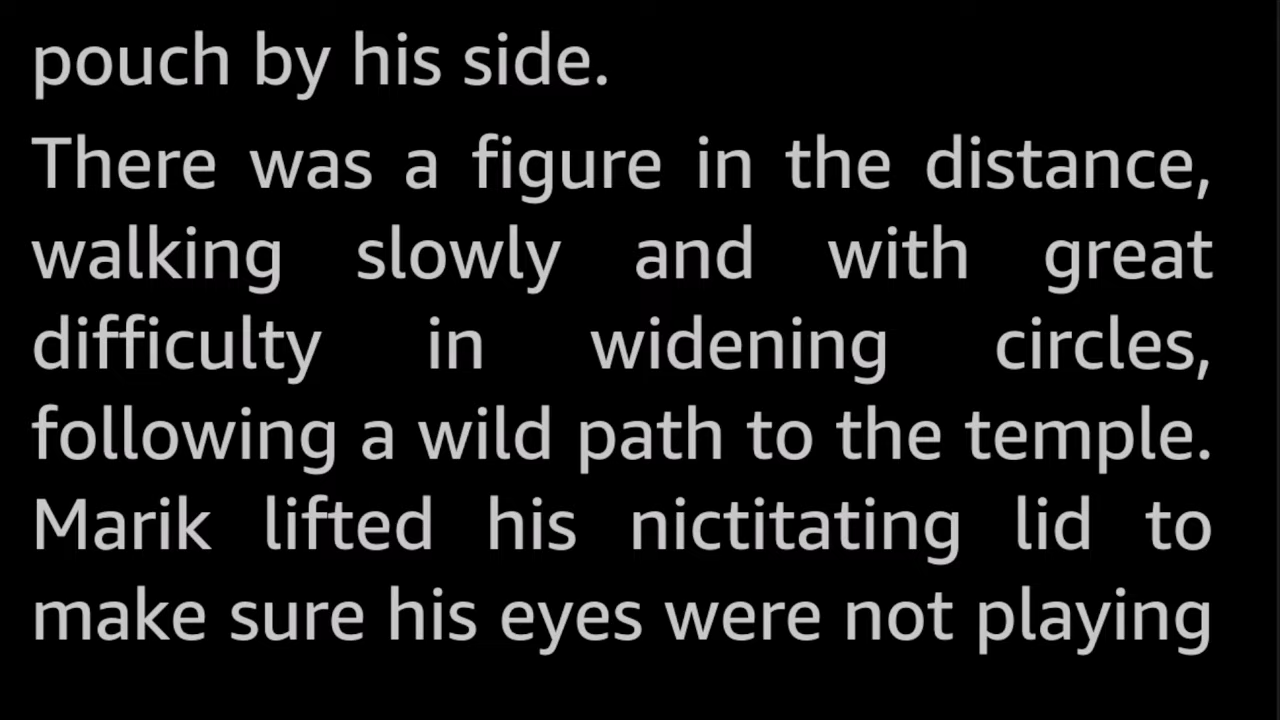 pouch by his side.
There was a figure in the distance,
walking slowly and with great
difficulty in widening circles,
following a wild path to the temple.
Marik lifted his nictitating lid to
make sure his eyes were not playing